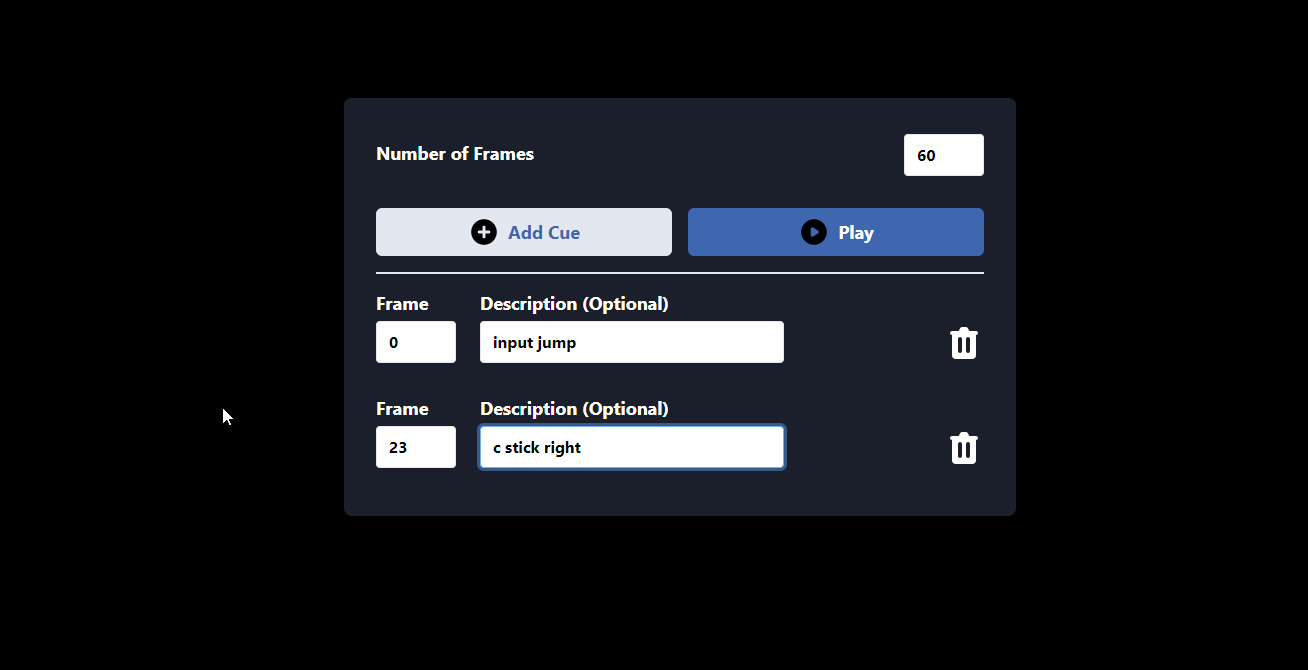 Number of Frames
60
Add Cue
Play
Frame
Description (Optional)
0
input jump
Frame
Description (Optional)
23
c stick right